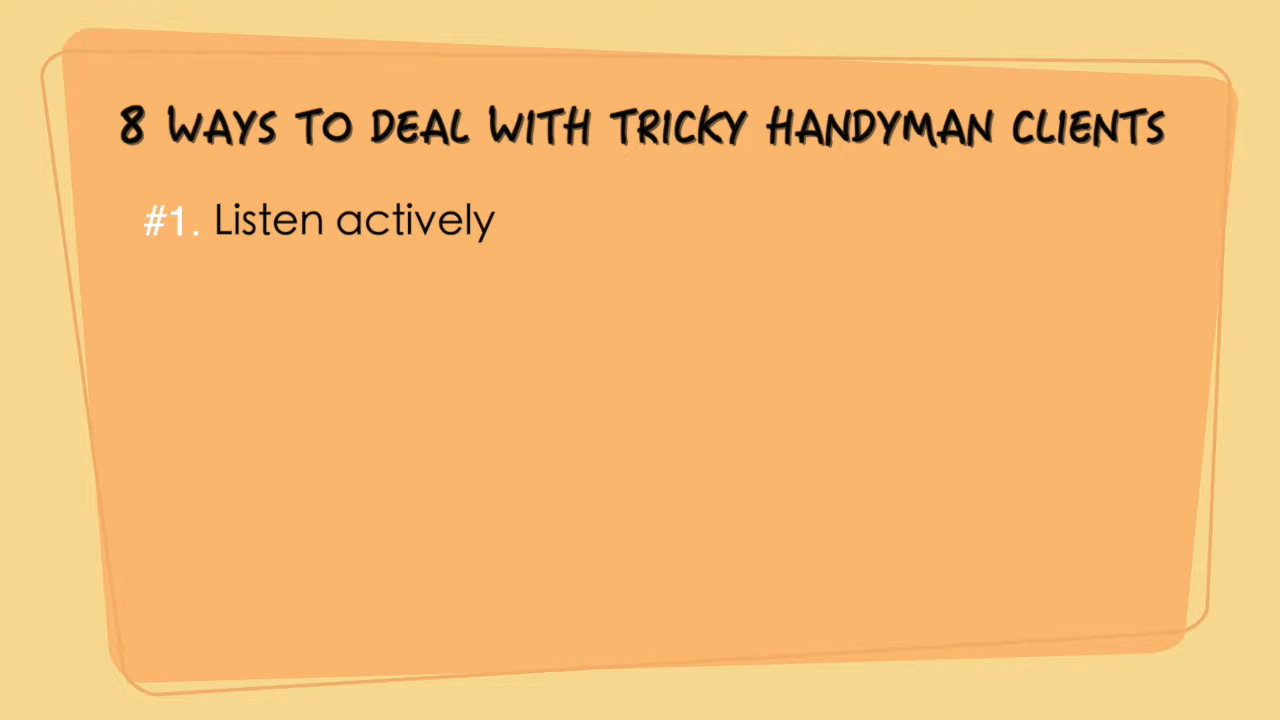 8 WAYS TO DEAL WITH TRICKY HANDYMAN CLIENTS
#1. Listen actively